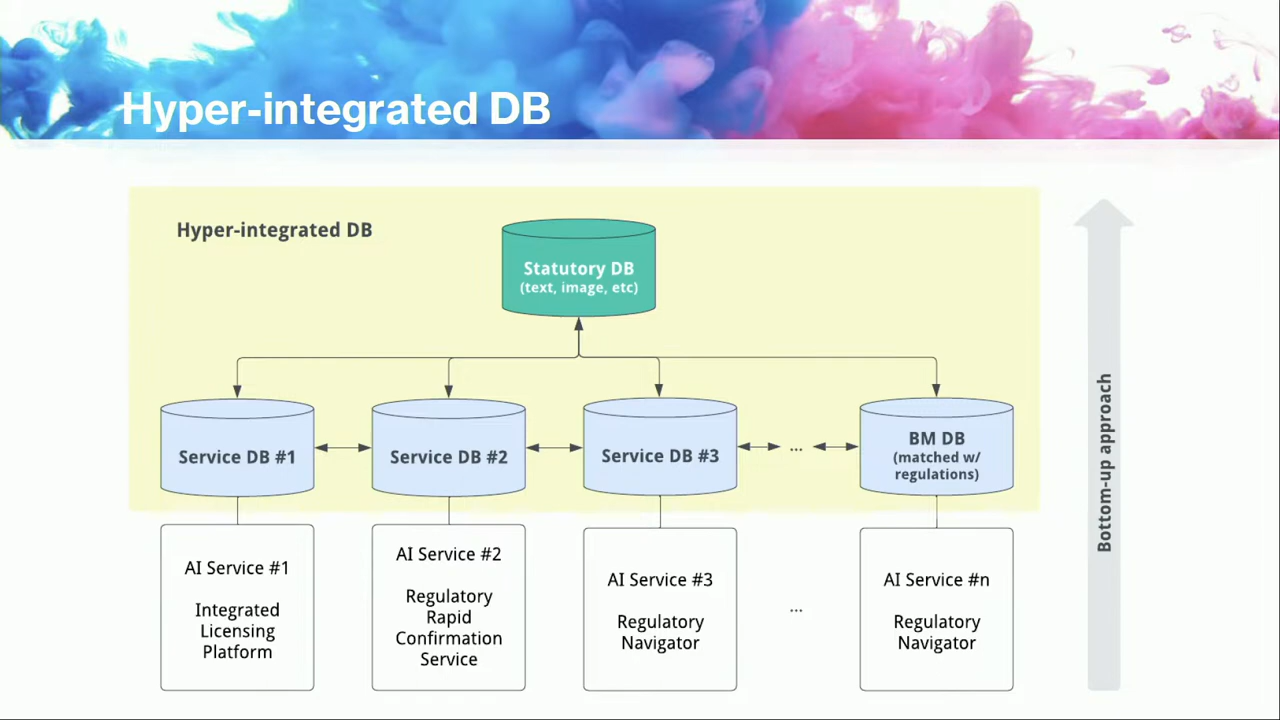 Hyper-integrated DB
Hyper-integrated DB
Statutory DB
(text, image, etc)
Service DB #1
Service DB #2
Service DB #3
...
BM DB
(matched w/
regulations)
AI Service #1
Integrated
Licensing
Platform
AI Service #2
Regulatory
Rapid
Confirmation
Service
AI Service #3
Regulatory
Navigator
...
AI Service #n
Regulatory
Navigator
Bottom-up approach